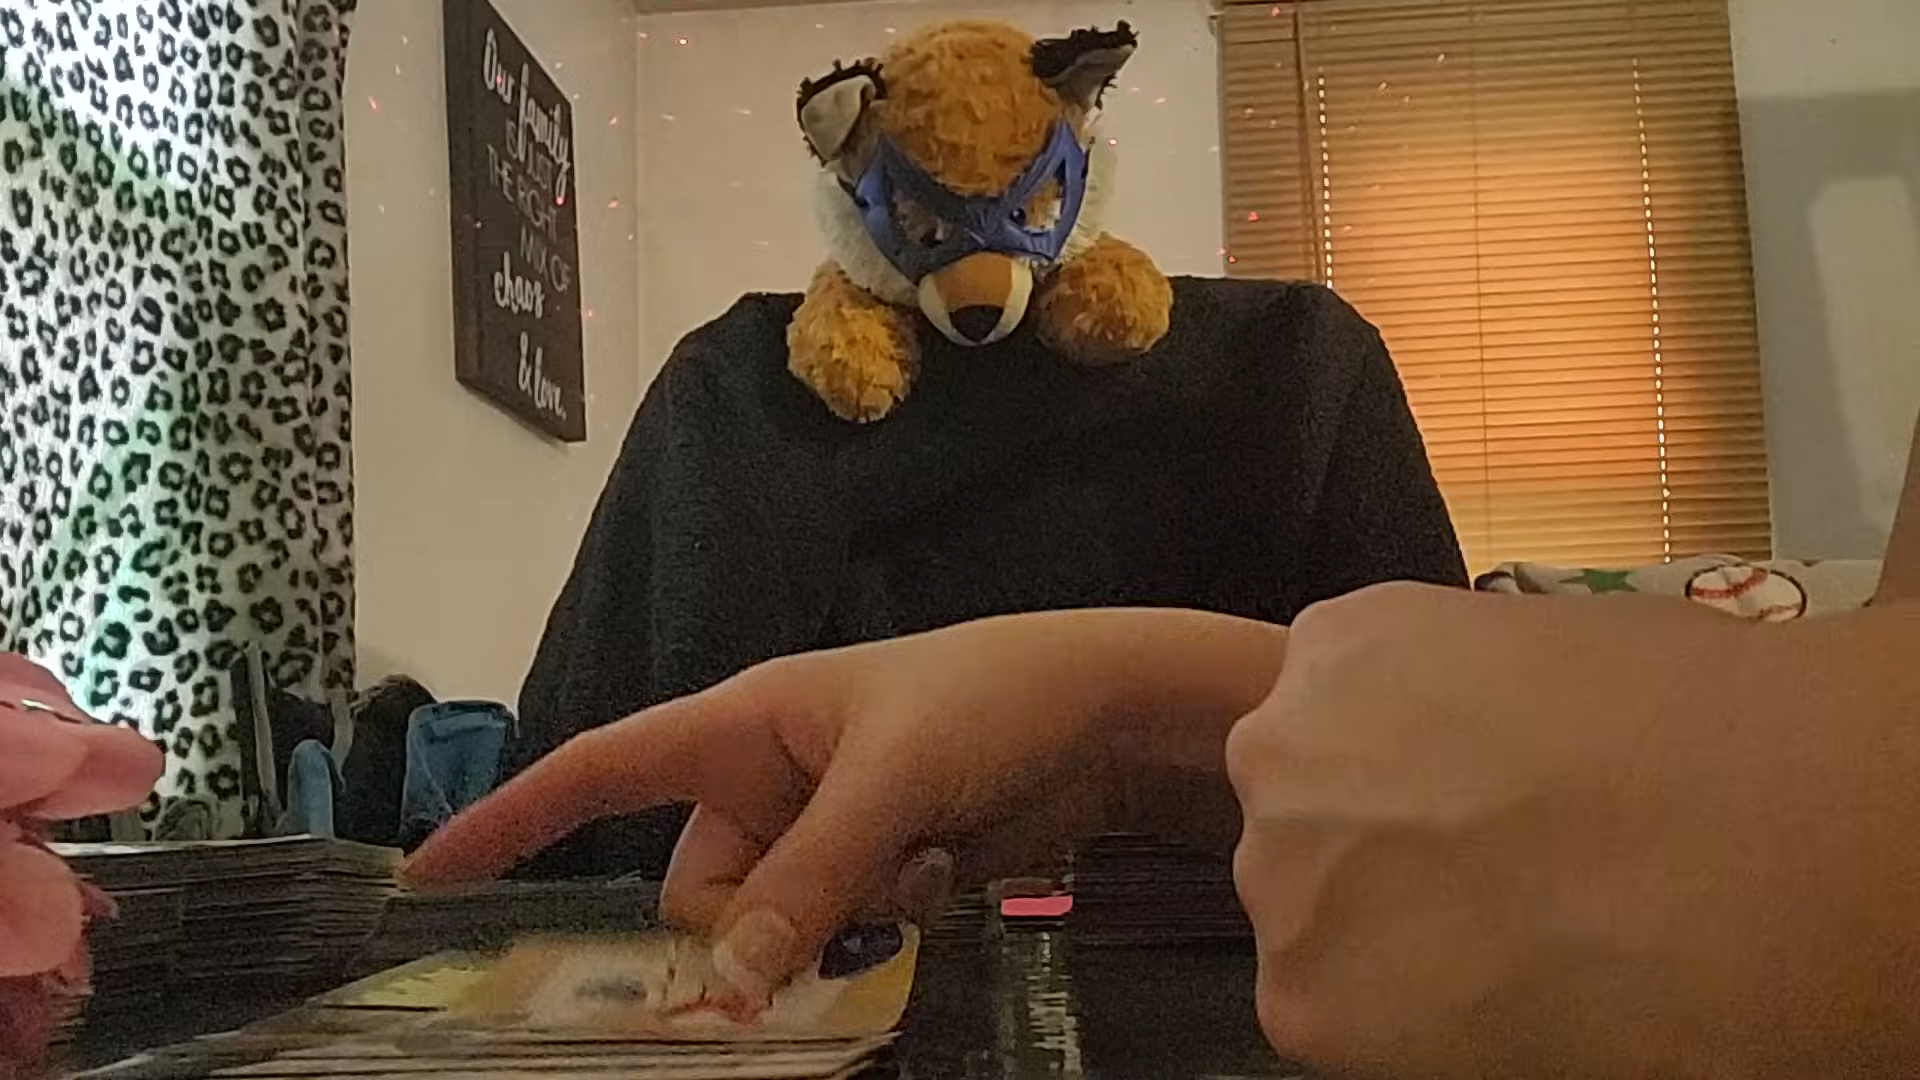 Our family
IS JUST
THE RIGHT
MIX OF
chaos
& love.